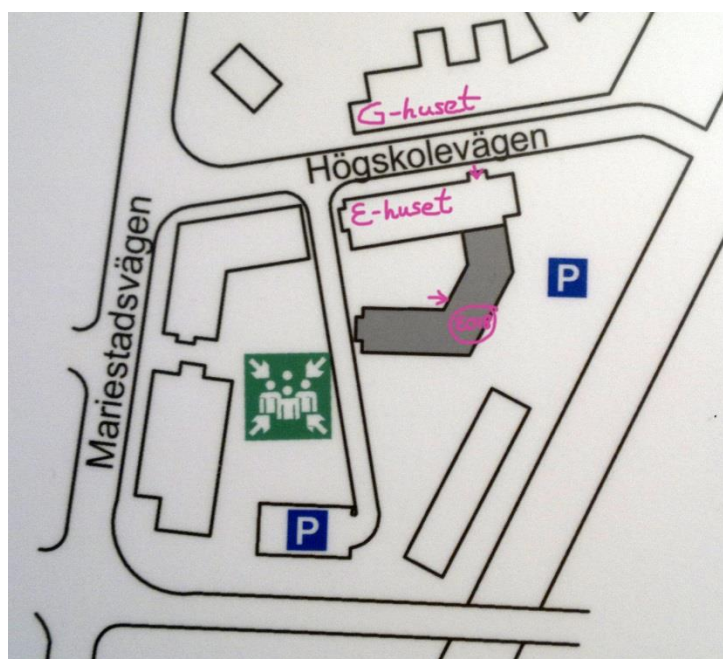 G-huset
Högskolevägen
E-huset
Mariestadsvägen
P
P